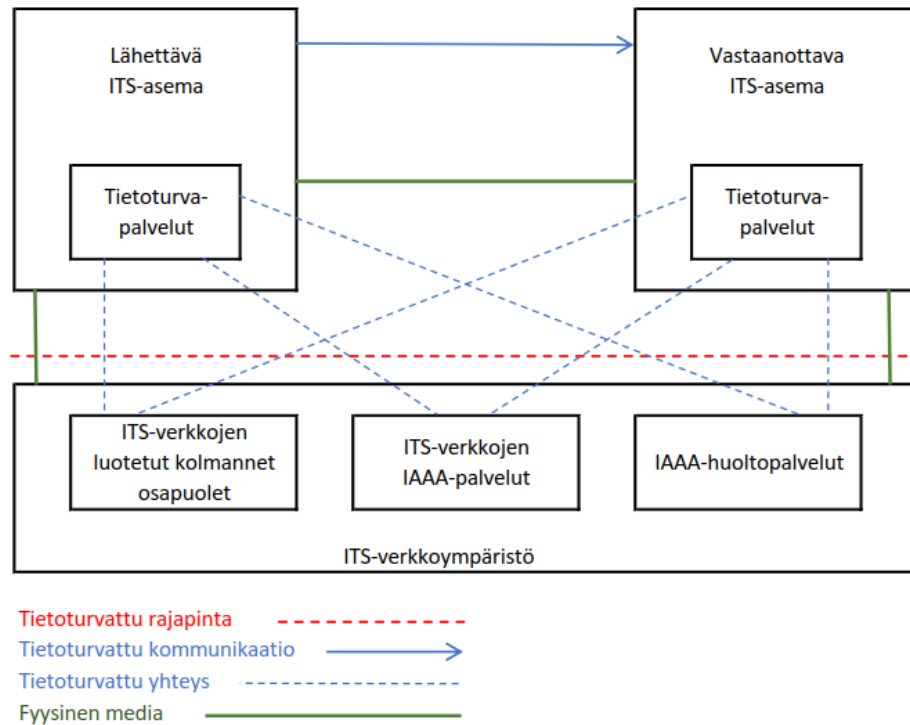 Lähettävä
ITS-asema
Vastaanottava
ITS-asema
Tietoturva-
palvelut
Tietoturva-
palvelut
ITS-verkkojen
luotetut kolmannet
osapuolet
ITS-verkkojen
IAAA-palvelut
IAAA-huoltopalvelut
ITS-verkkoympäristö
Tietoturvattu rajapinta
Tietoturvattu kommunikaatio
Tietoturvattu yhteys
Fyysinen media